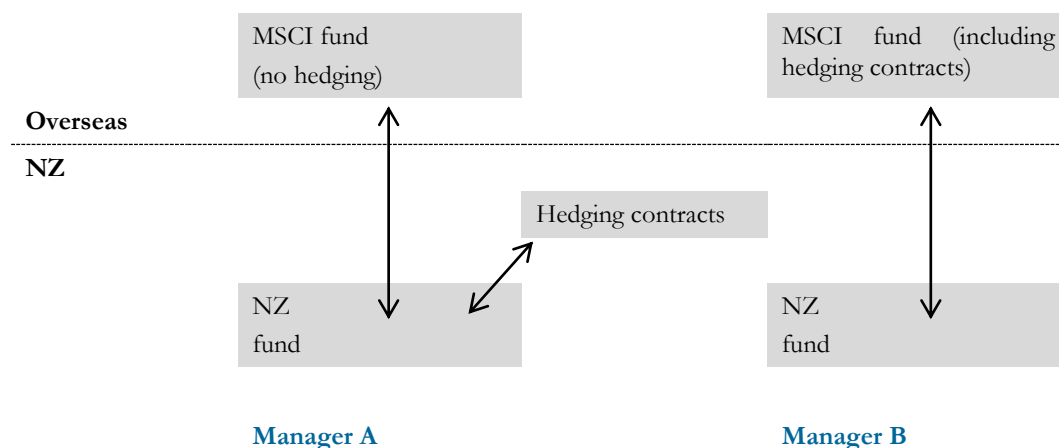 MSCI fund
(no hedging)
MSCI fund (including
hedging contracts)
Overseas
NZ
Hedging contracts
NZ
fund
NZ
fund
Manager A
Manager B